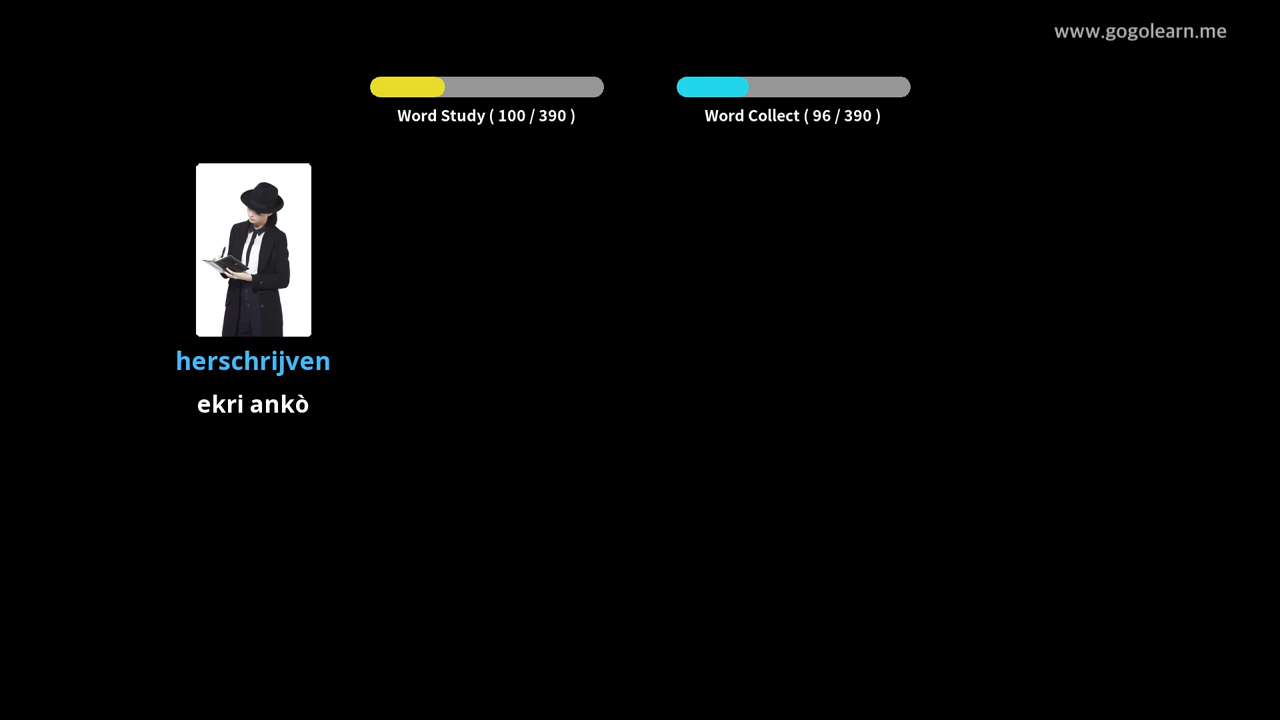 www.gogolearn.me
Word Study ( 100 / 390 )
Word Collect ( 96 / 390 )
herschrijven
ekri ankò